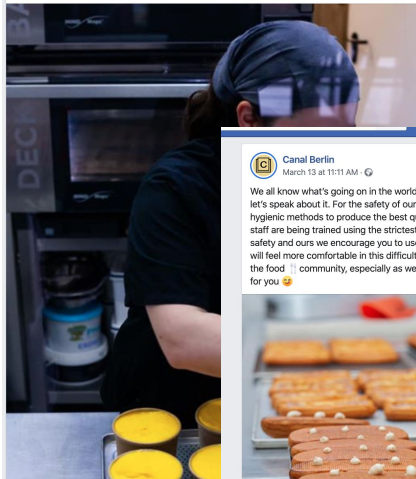 DECK
Canal Berlin
March 13 at 11:11 AM ·
C
We all know what's going on in the world
let's speak about it. For the safety of our
hygienic methods to produce the best qu
staff are being trained using the strictest
safety and ours we encourage you to use
will feel more comfortable in this difficult
the food 🍴 community, especially as we
for you 😅